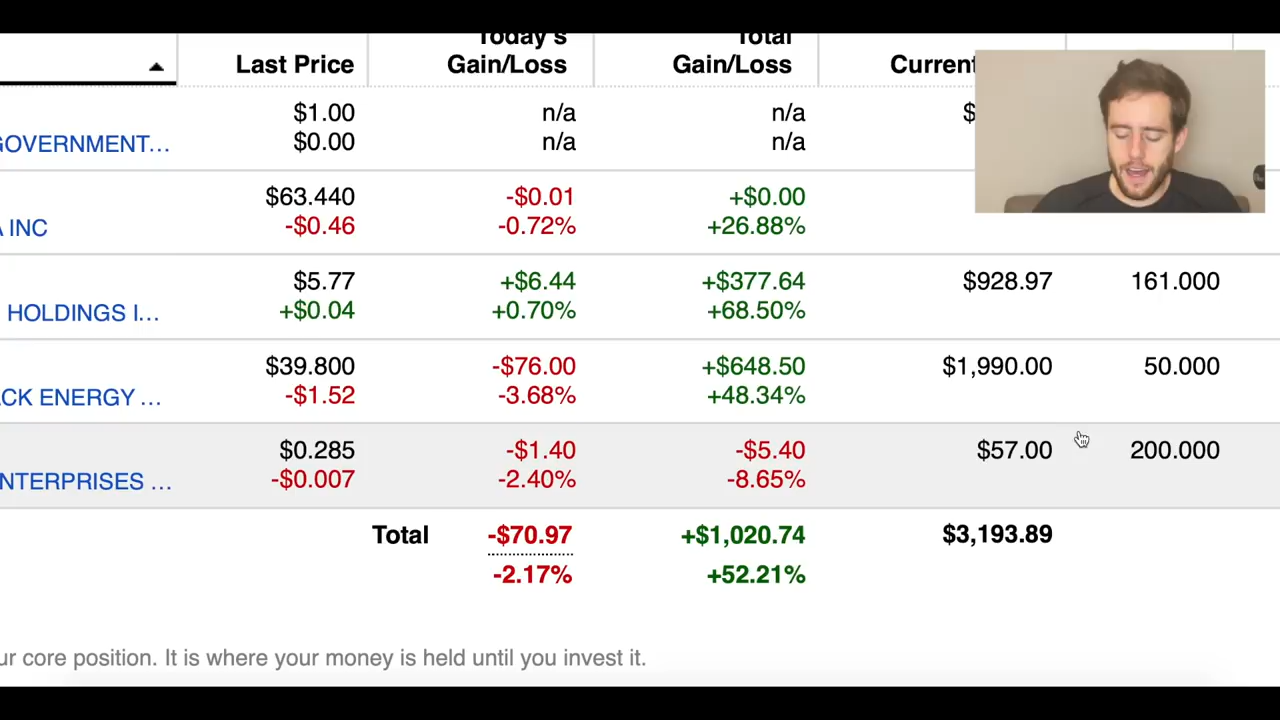 Today's Total
Last Price Gain/Loss Gain/Loss Current
$1.00 n/a n/a $
GOVERNMENT... $0.00 n/a n/a
$63.440 -$0.01 +$0.00
A INC -$0.46 -0.72% +26.88%
$5.77 +$6.44 +$377.64 $928.97 161.000
HOLDINGS I... +$0.04 +0.70% +68.50%
$39.800 -$76.00 +$648.50 $1,990.00 50.000
CK ENERGY ... -$1.52 -3.68% +48.34%
$0.285 -$1.40 -$5.40 $57.00 200.000
NTERPRISES ... -$0.007 -2.40% -8.65%
Total -$70.97 +$1,020.74 $3,193.89
-2.17% +52.21%
ur core position. It is where your money is held until you invest it.